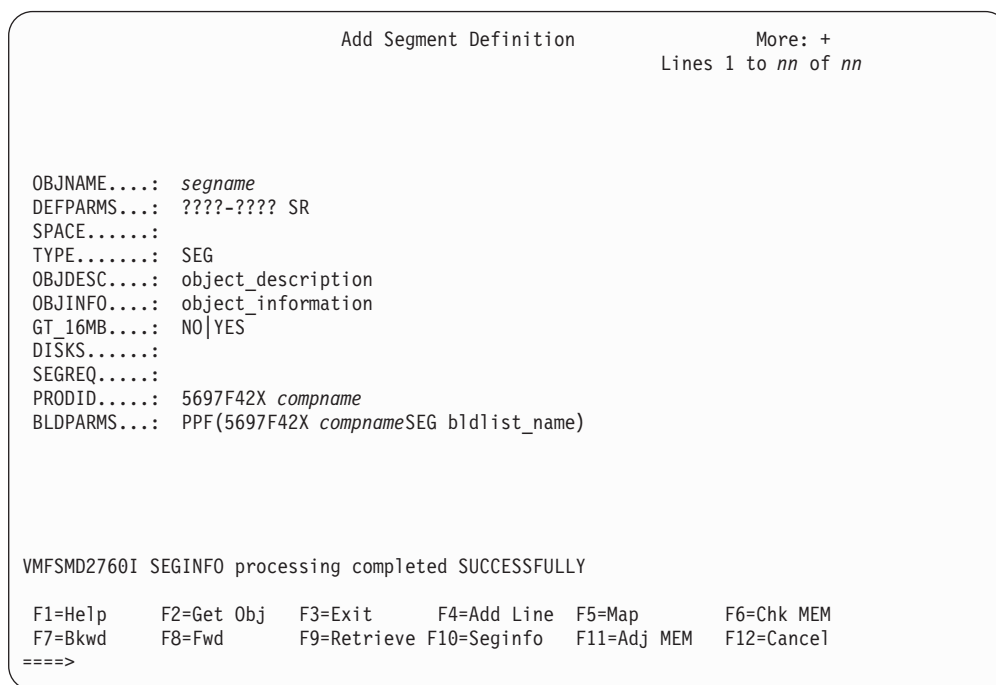 Add Segment Definition More: +
Lines 1 to nn of nn
OBJNAME....: segname
DEFPARMS...: ????-???? SR
SPACE......:
TYPE.......: SEG
OBJDESC....: object_description
OBJINFO....: object_information
GT_16MB....: NO|YES
DISKS......:
SEGREQ.....:
PRODID.....: 5697F42X compname
BLDPARMS...: PPF(5697F42X compnameSEG bldlist_name)
VMFSMD2760I SEGINFO processing completed SUCCESSFULLY
F1=Help F2=Get Obj F3=Exit F4=Add Line F5=Map F6=Chk MEM
F7=Bkwd F8=Fwd F9=Retrieve F10=Seginfo F11=Adj MEM F12=Cancel
====>